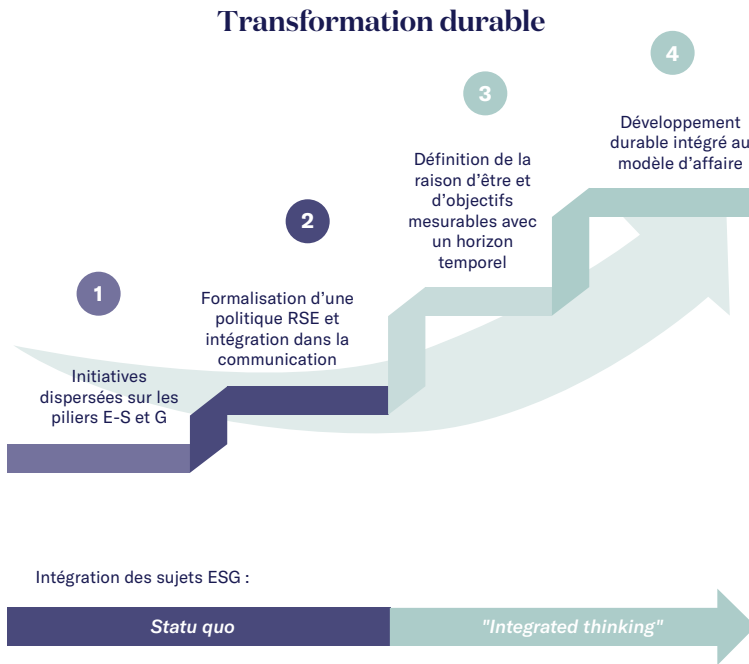 Transformation durable
1
Initiatives
dispersées sur les
piliers E-S et G
2
Formalisation d’une
politique RSE et
intégration dans la
communication
3
Définition de la
raison d’être et
d’objectifs
mesurables avec
un horizon
temporel
4
Développement
durable intégré au
modèle d’affaire
Intégration des sujets ESG :
Statu quo
"Integrated thinking"